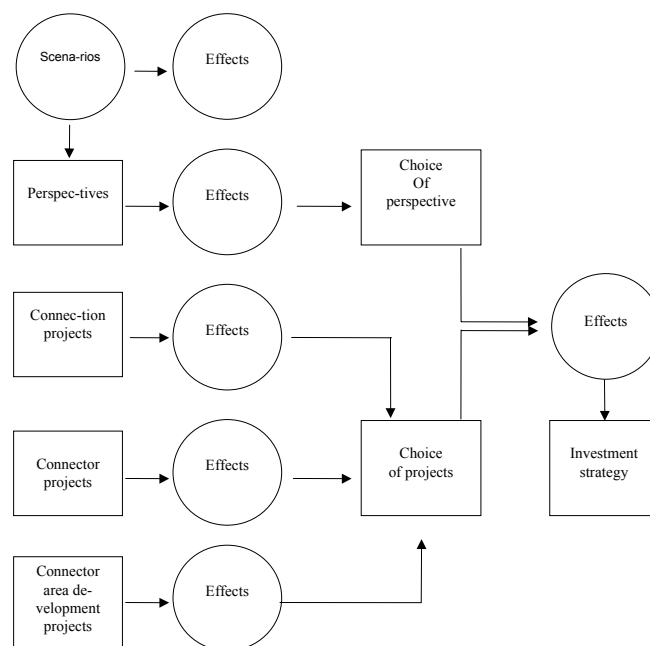 Scena-rios
Effects
Perspec-tives
Effects
Choice
Of
perspective
Connec-tion
projects
Effects
Effects
Connector
projects
Effects
Choice
of projects
Investment
strategy
Connector
area de-
velopment
projects
Effects